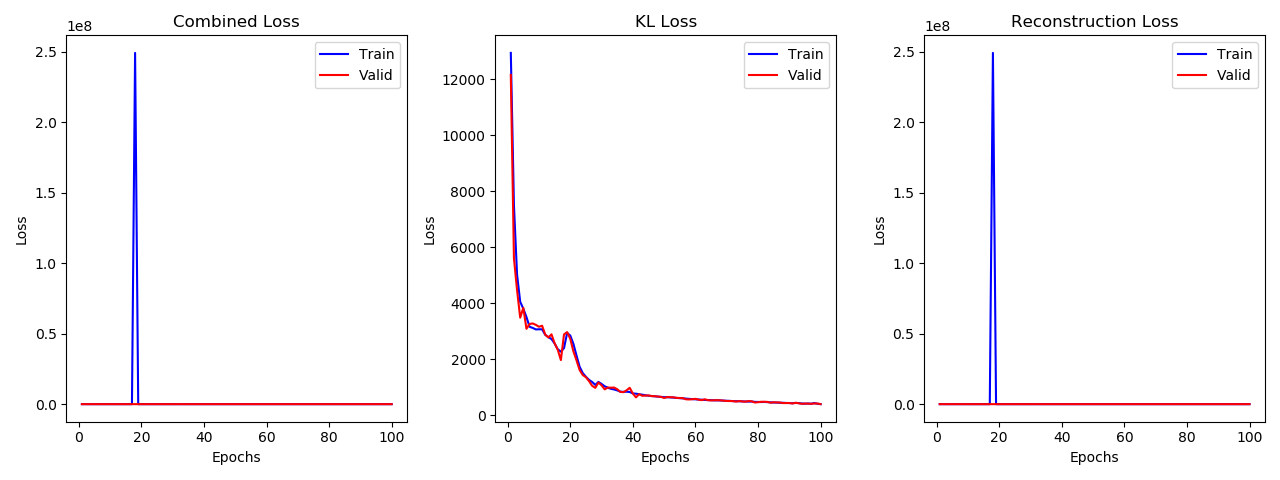 Combined Loss
1e8
Train
Valid
2.5
2.0
1.5
1.0
0.5
0.0
Loss
0 20 40 60 80 100
Epochs
KL Loss
Train
Valid
12000
10000
8000
6000
4000
2000
0
Loss
0 20 40 60 80 100
Epochs
Reconstruction Loss
1e8
Train
Valid
2.5
2.0
1.5
1.0
0.5
0.0
Loss
0 20 40 60 80 100
Epochs